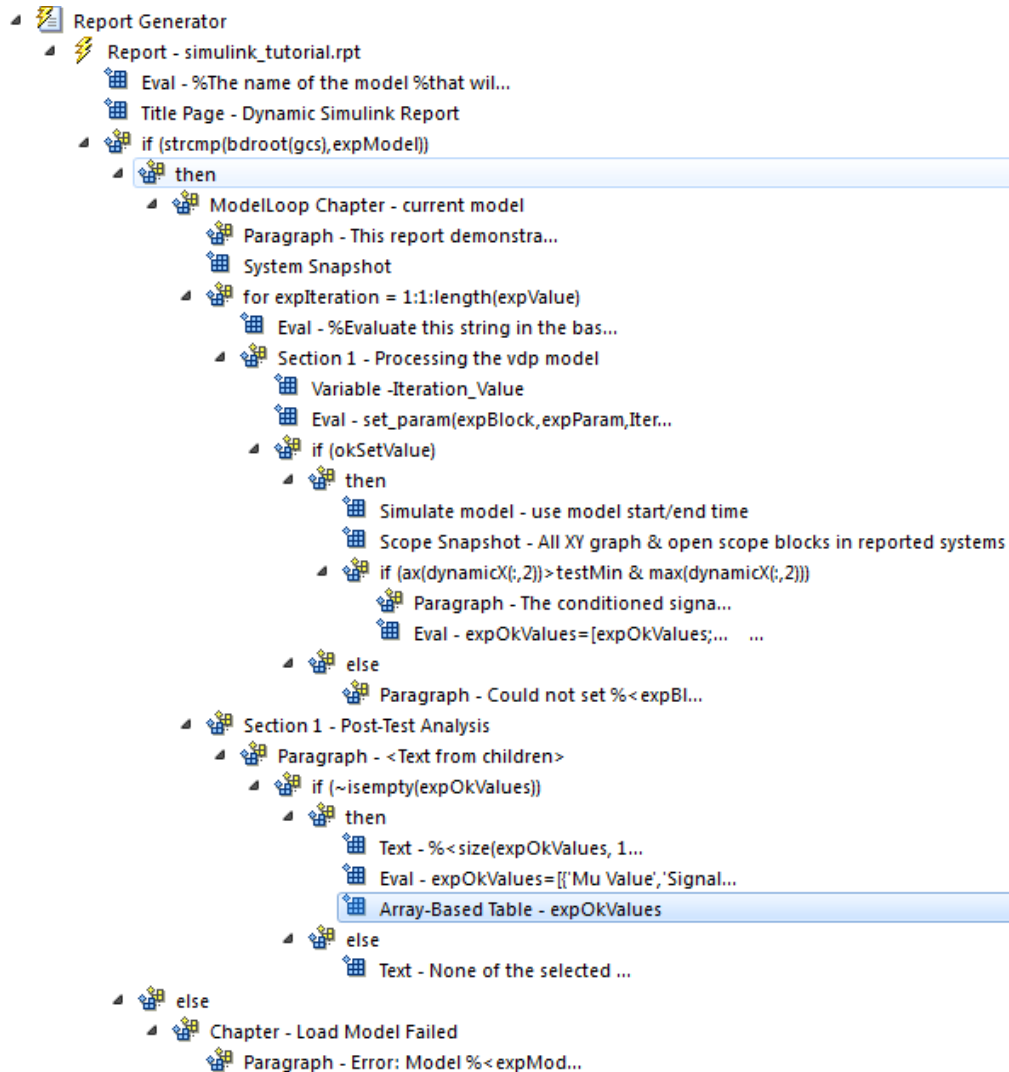 Report Generator
Report - simulink_tutorial.rpt
Eval - %The name of the model %that wil...
Title Page - Dynamic Simulink Report
if (strcmp(bdroot(gcs),expModel))
then
ModelLoop Chapter - current model
Paragraph - This report demonstra...
System Snapshot
for expIteration = 1:1:length(expValue)
Eval - %Evaluate this string in the bas...
Section 1 - Processing the vdp model
Variable -Iteration_Value
Eval - set_param(expBlock,expParam,Iter...
if (okSetValue)
then
Simulate model - use model start/end time
Scope Snapshot - All XY graph & open scope blocks in reported systems
if (ax(dynamicX(:,2))>testMin & max(dynamicX(:,2)))
Paragraph - The conditioned signa...
Eval - expOkValues=[expOkValues;... ...
else
Paragraph - Could not set %<expBl...
Section 1 - Post-Test Analysis
Paragraph - <Text from children>
if (~isempty(expOkValues))
then
Text - %<size(expOkValues, 1...
Eval - expOkValues=[{'Mu Value','Signal...
Array-Based Table - expOkValues
else
Text - None of the selected ...
else
Chapter - Load Model Failed
Paragraph - Error: Model %<expMod...